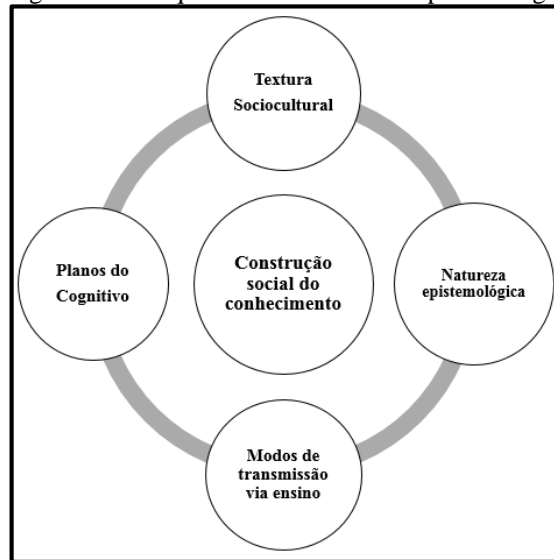 Textura
Sociocultural
Planos do
Cognitivo
Construção
social do
conhecimento
Natureza
epistemológica
Modos de
transmissão
via ensino